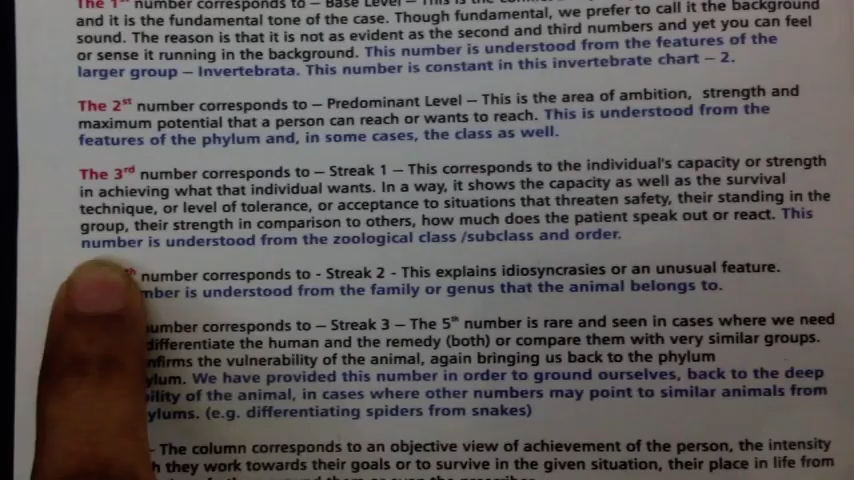 The 1st number corresponds to – Base Level – This is the
and it is the fundamental tone of the case. Though fundamental, we prefer to call it the background
sound. The reason is that it is not as evident as the second and third numbers and yet you can feel
or sense it running in the background. This number is understood from the features of the
larger group – Invertebrata. This number is constant in this invertebrate chart – 2.
The 2st number corresponds to – Predominant Level – This is the area of ambition, strength and
maximum potential that a person can reach or wants to reach. This is understood from the
features of the phylum and, in some cases, the class as well.
The 3rd number corresponds to – Streak 1 – This corresponds to the individual's capacity or strength
in achieving what that individual wants. In a way, it shows the capacity as well as the survival
technique, or level of tolerance, or acceptance to situations that threaten safety, their standing in the
group, their strength in comparison to others, how much does the patient speak out or react. This
number is understood from the zoological class /subclass and order.
number corresponds to - Streak 2 - This explains idiosyncrasies or an unusual feature.
is understood from the family or genus that the animal belongs to.
corresponds to – Streak 3 – The 5th number is rare and seen in cases where we need
differentiate the human and the remedy (both) or compare them with very similar groups.
the vulnerability of the animal, again bringing us back to the phylum
We have provided this number in order to ground ourselves, back to the deep
of the animal, in cases where other numbers may point to similar animals from
(e.g. differentiating spiders from snakes)
- The column corresponds to an objective view of achievement of the person, the intensity
they work towards their goals or to survive in the given situation, their place in life from